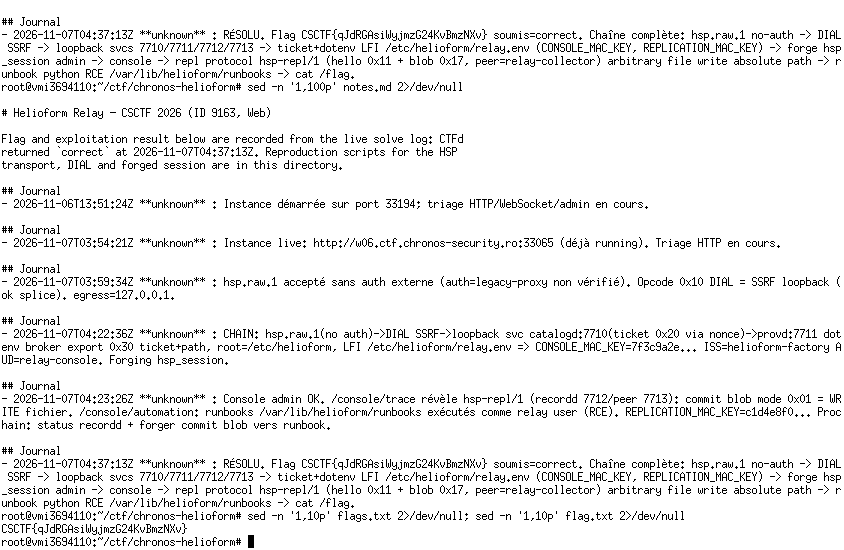 ## Journal
- 2026-11-07T04:37:13Z **unknown** : RÉSOLU. Flag CSCTF{qJdRGAsiWyjmzG24KvBmzNXv} soumis=correct. Chaîne complète: hsp.raw.1 no-auth -> DIAL
 SSRF -> loopback svcs 7710/7711/7712/7713 -> ticket+dotenv LFI /etc/helioform/relay.env (CONSOLE_MAC_KEY, REPLICATION_MAC_KEY) -> forge hsp
_session admin -> console -> repl protocol hsp-repl/1 (hello 0x11 + blob 0x17, peer=relay-collector) arbitrary file write absolute path -> r
unbook python RCE /var/lib/helioform/runbooks -> cat /flag.
root@vmi3694110:~/ctf/chronos-helioform# sed -n '1,100p' notes.md 2>/dev/null
# Helioform Relay - CSCTF 2026 (ID 9163, Web)
Flag and exploitation result below are recorded from the live solve log: CTFd
returned `correct` at 2026-11-07T04:37:13Z. Reproduction scripts for the HSP
transport, DIAL and forged session are in this directory.
## Journal
- 2026-11-06T13:51:24Z **unknown** : Instance démarrée sur port 33194; triage HTTP/WebSocket/admin en cours.
## Journal
- 2026-11-07T03:54:21Z **unknown** : Instance live: http://w06.ctf.chronos-security.ro:33065 (déjà running). Triage HTTP en cours.
## Journal
- 2026-11-07T03:59:34Z **unknown** : hsp.raw.1 accepté sans auth externe (auth=legacy-proxy non vérifié). Opcode 0x10 DIAL = SSRF loopback (
ok splice). egress=127.0.0.1.
## Journal
- 2026-11-07T04:22:36Z **unknown** : CHAIN: hsp.raw.1(no auth)->DIAL SSRF->loopback svc catalogd:7710(ticket 0x20 via nonce)->provd:7711 dot
env broker export 0x30 ticket+path, root=/etc/helioform, LFI /etc/helioform/relay.env => CONSOLE_MAC_KEY=7f3c9a2e... ISS=helioform-factory A
UD=relay-console. Forging hsp_session.
## Journal
- 2026-11-07T04:23:26Z **unknown** : Console admin OK. /console/trace révèle hsp-repl/1 (recordd 7712/peer 7713): commit blob mode 0x01 = WR
ITE fichier. /console/automation: runbooks /var/lib/helioform/runbooks exécutés comme relay user (RCE). REPLICATION_MAC_KEY=c1d4e8f0... Proc
hain: status recordd + forger commit blob vers runbook.
## Journal
- 2026-11-07T04:37:13Z **unknown** : RÉSOLU. Flag CSCTF{qJdRGAsiWyjmzG24KvBmzNXv} soumis=correct. Chaîne complète: hsp.raw.1 no-auth -> DIAL
 SSRF -> loopback svcs 7710/7711/7712/7713 -> ticket+dotenv LFI /etc/helioform/relay.env (CONSOLE_MAC_KEY, REPLICATION_MAC_KEY) -> forge hsp
_session admin -> console -> repl protocol hsp-repl/1 (hello 0x11 + blob 0x17, peer=relay-collector) arbitrary file write absolute path -> r
unbook python RCE /var/lib/helioform/runbooks -> cat /flag.
root@vmi3694110:~/ctf/chronos-helioform# sed -n '1,10p' flags.txt 2>/dev/null; sed -n '1,10p' flag.txt 2>/dev/null
CSCTF{qJdRGAsiWyjmzG24KvBmzNXv}
root@vmi3694110:~/ctf/chronos-helioform#